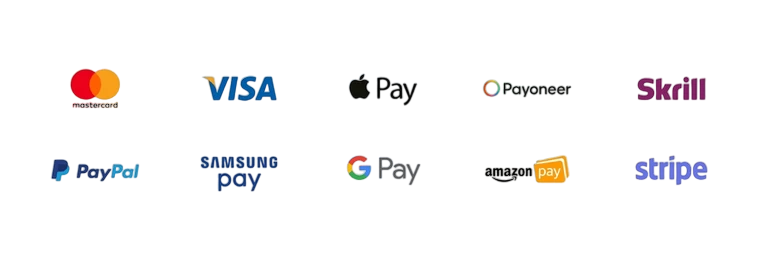 mastercard
VISA
Pay
Payoneer
Skrill
PayPal
SAMSUNG
pay
G Pay
amazon pay
stripe